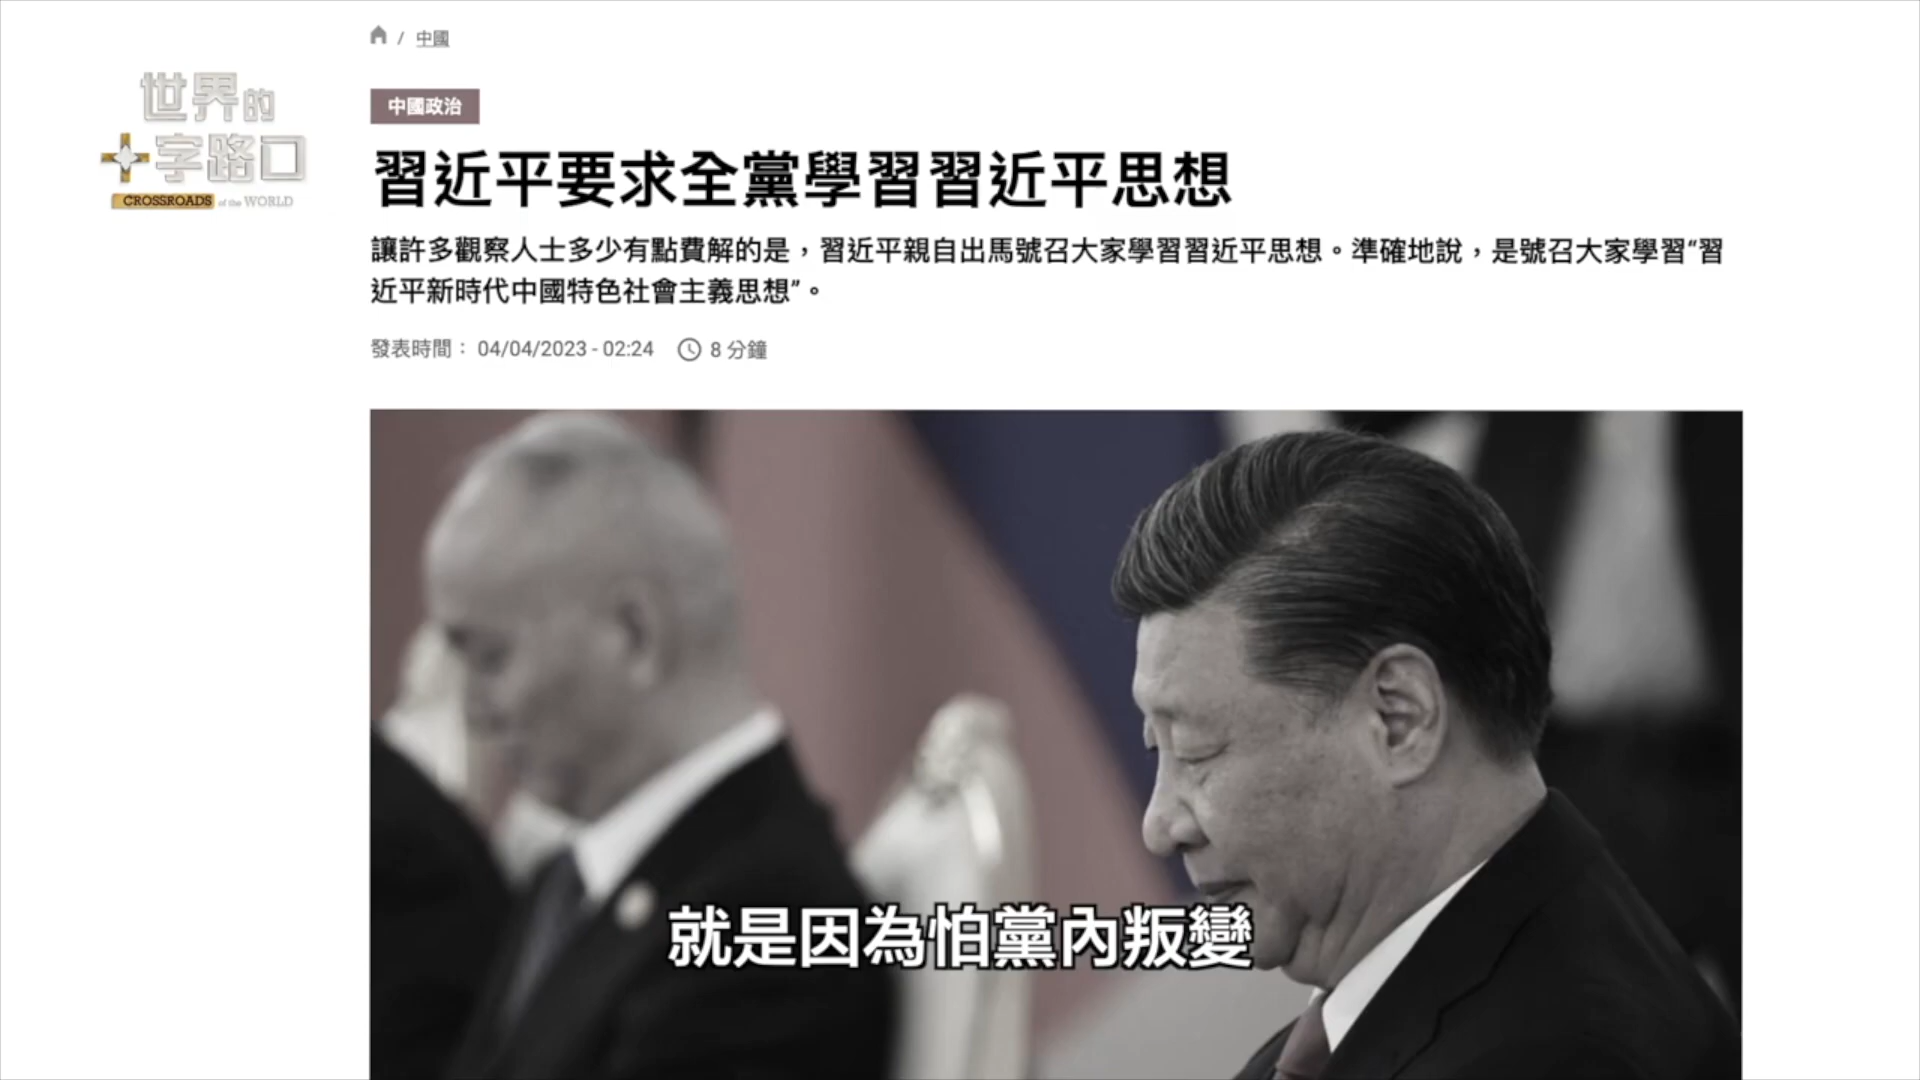 / 中國
世界的
十字路口
CROSSROADS of the WORLD
中國政治
習近平要求全黨學習習近平思想
讓許多觀察人士多少有點費解的是，習近平親自出馬號召大家學習習近平思想。準確地說，是號召大家學習“習
近平新時代中國特色社會主義思想”。
發表時間： 04/04/2023 - 02:24 8 分鐘
就是因為怕黨內叛變